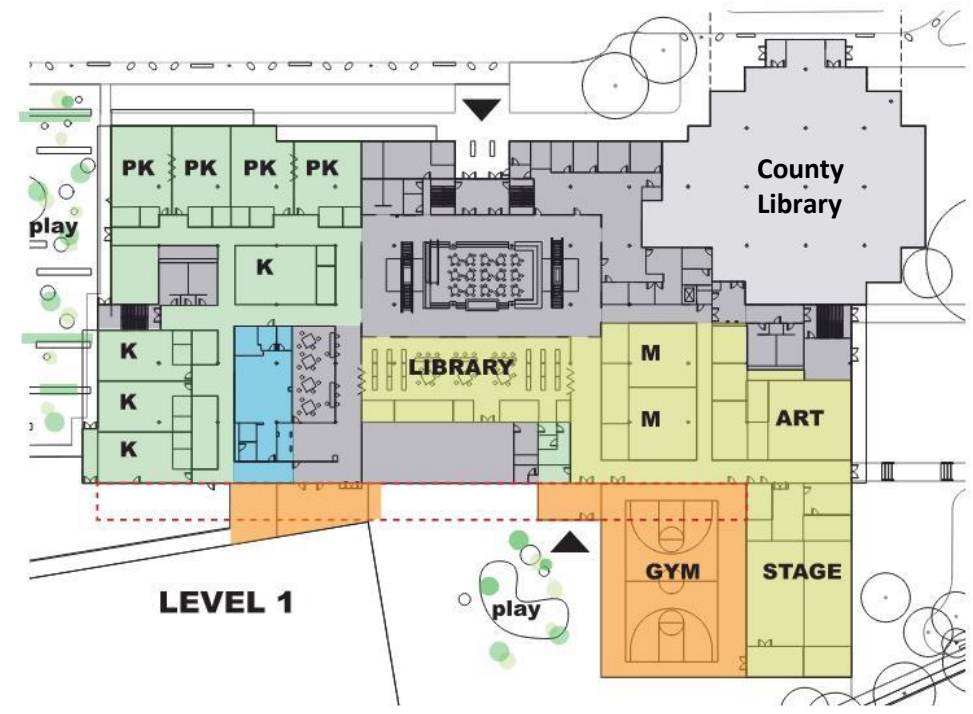 PK PK PK PK
County
Library
play
K
K
LIBRARY
M
K
M
ART
K
GYM
STAGE
LEVEL 1
play